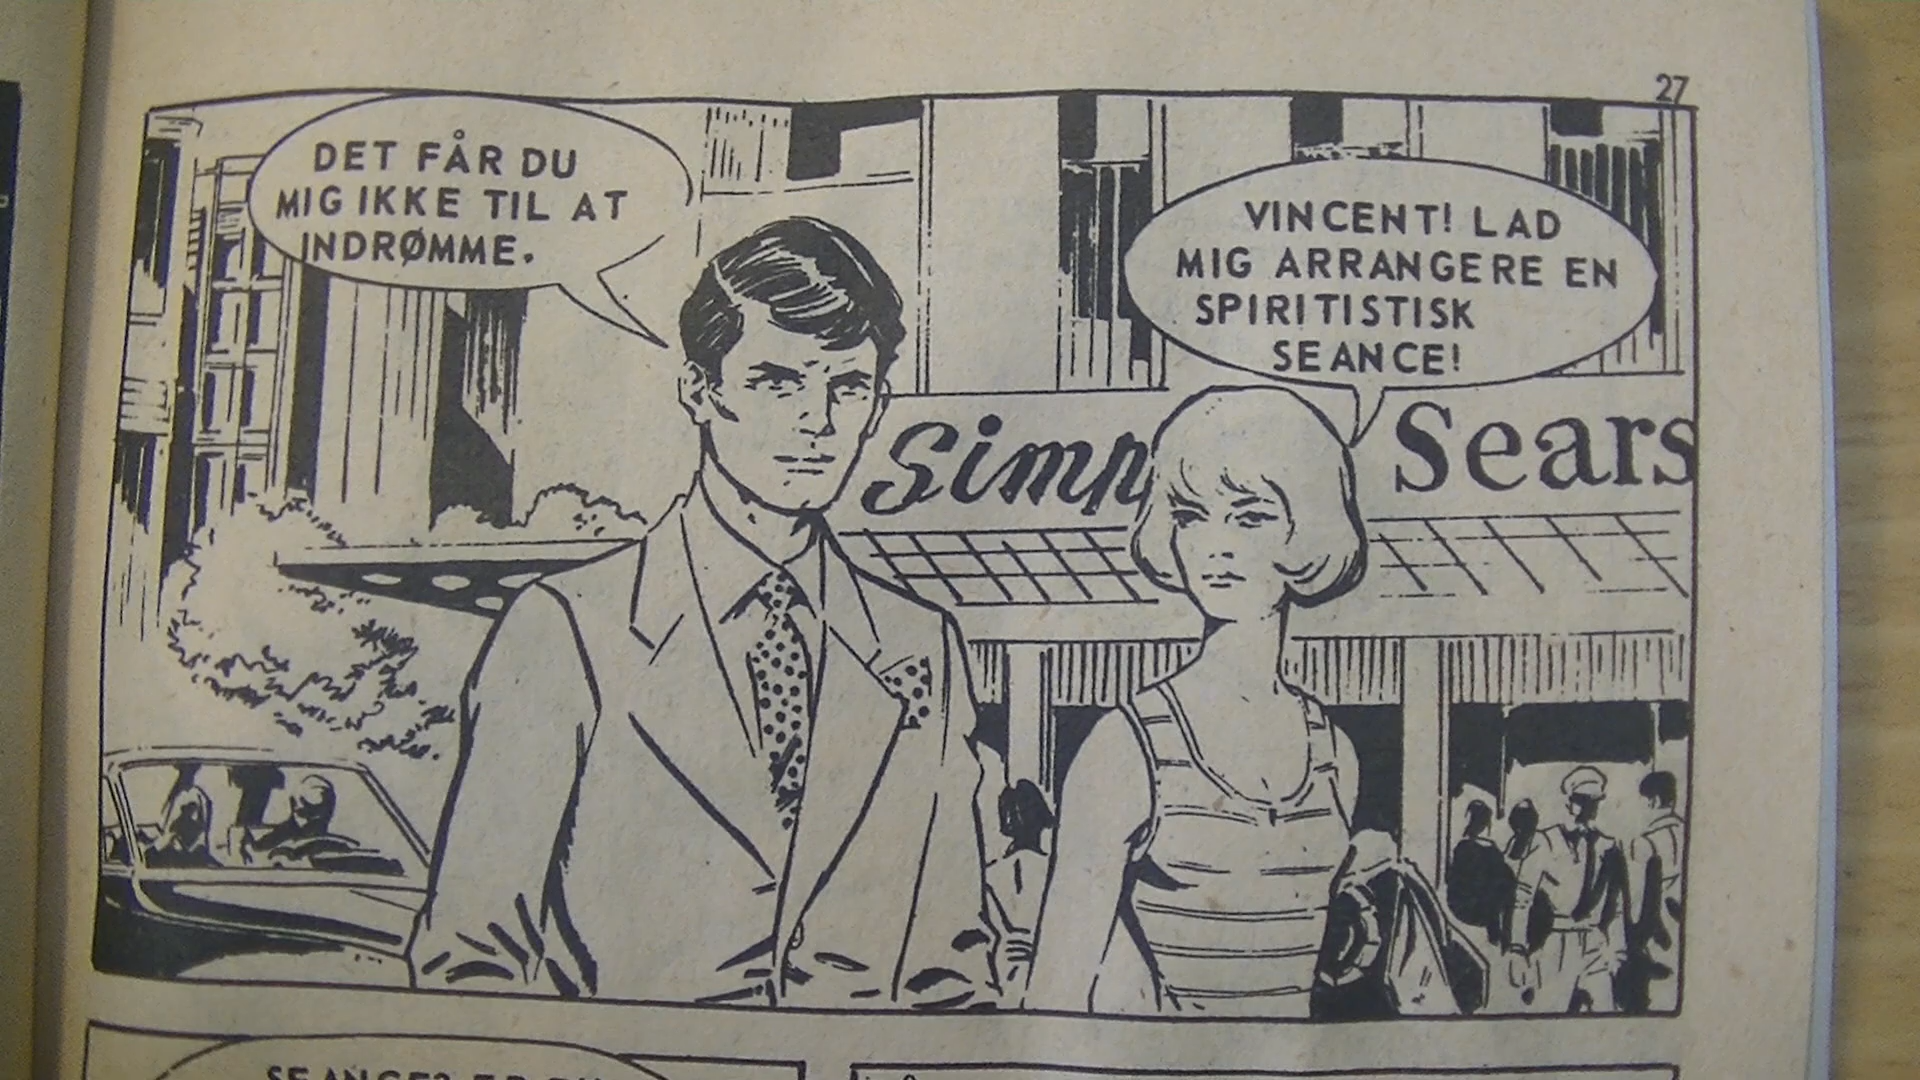 27
DET FÅR DU
MIG IKKE TIL AT
INDRØMME.
VINCENT! LAD
MIG ARRANGERE EN
SPIRITISTISK
SEANCE!
Simp
Sears